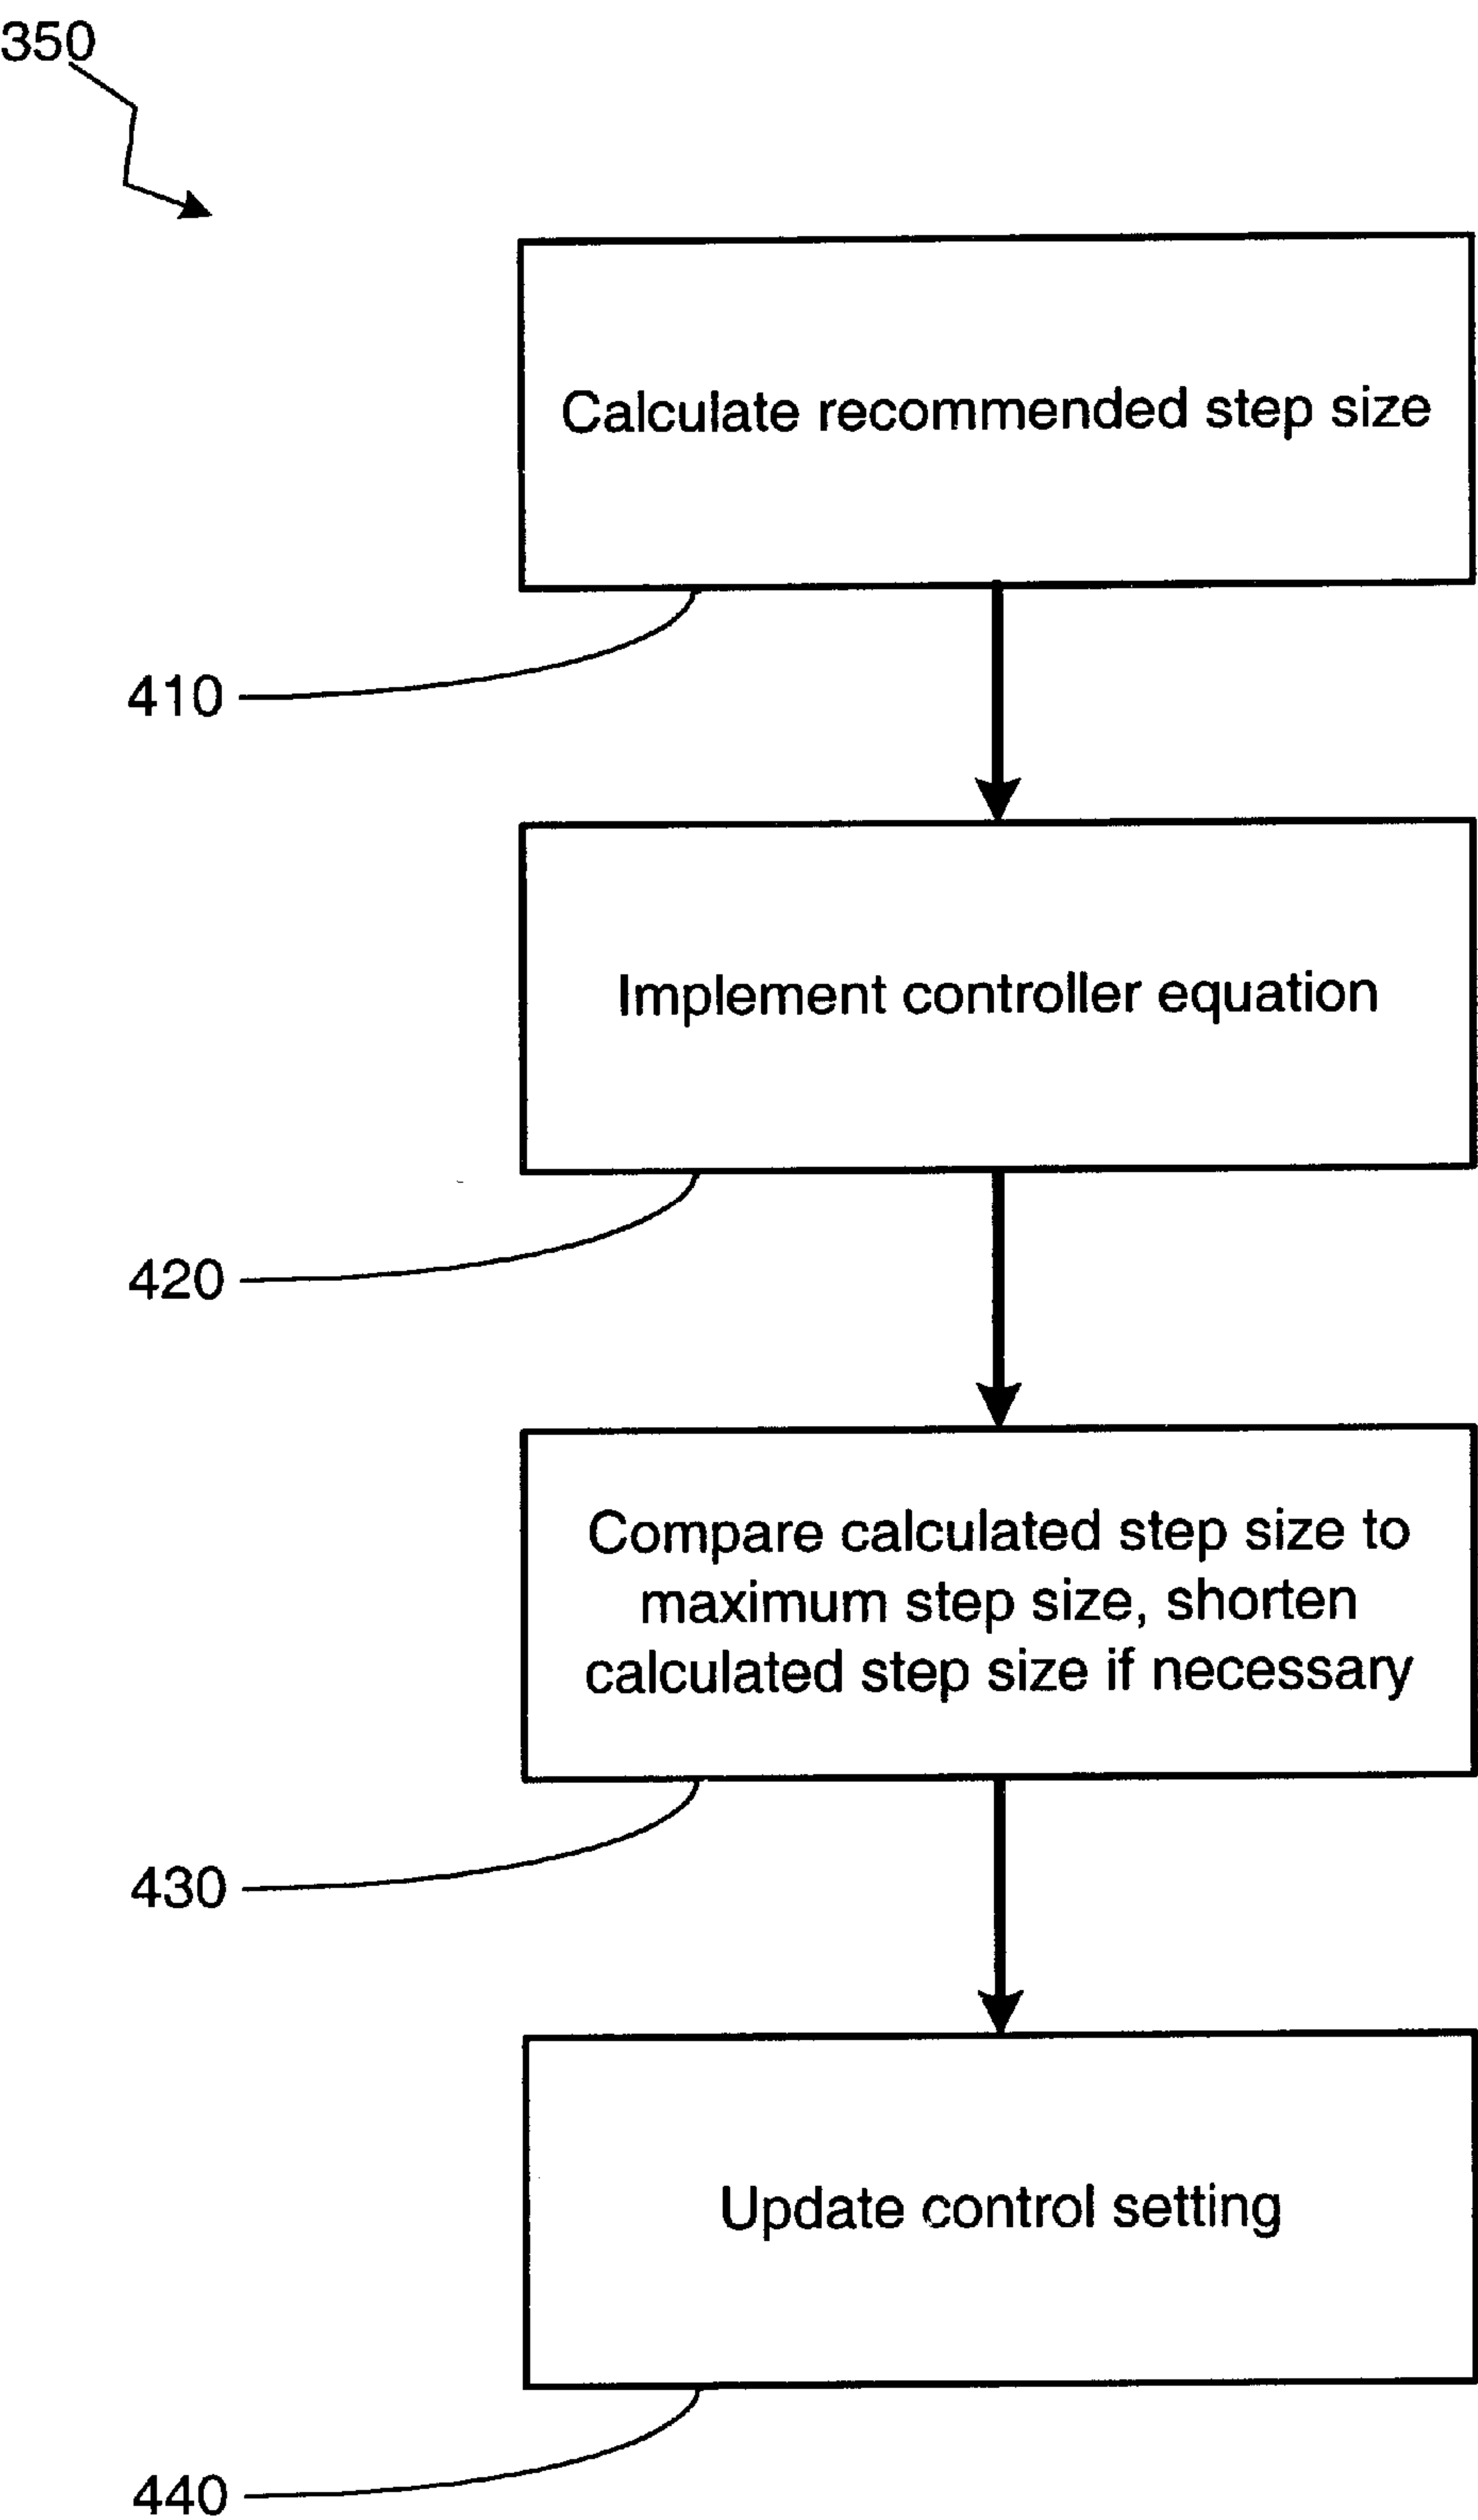 350
Calculate recommended step size
410
Implement controller equation
420
Compare calculated step size to
maximum step size, shorten
calculated step size if necessary
430
Update control setting
440